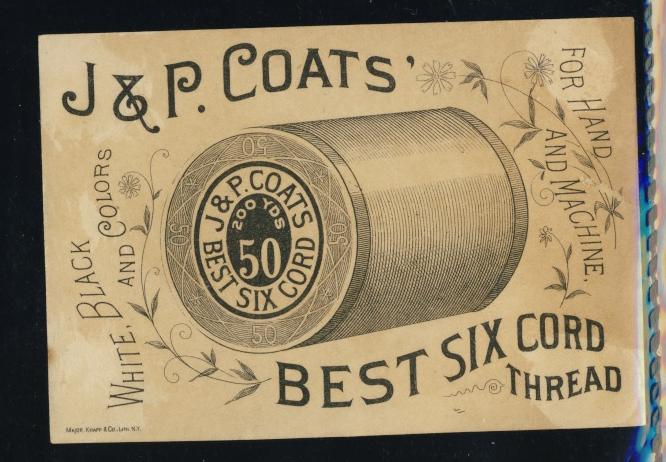 J & P. COATS'
FOR HAND
AND MACHINE,
WHITE, BLACK
AND COLORS
J & P. COATS
200 YDS
50
BEST SIX CORD
50
50
50
50
BEST SIX CORD
THREAD
MAJOR, KNAPP & CO., LITH. N.Y.